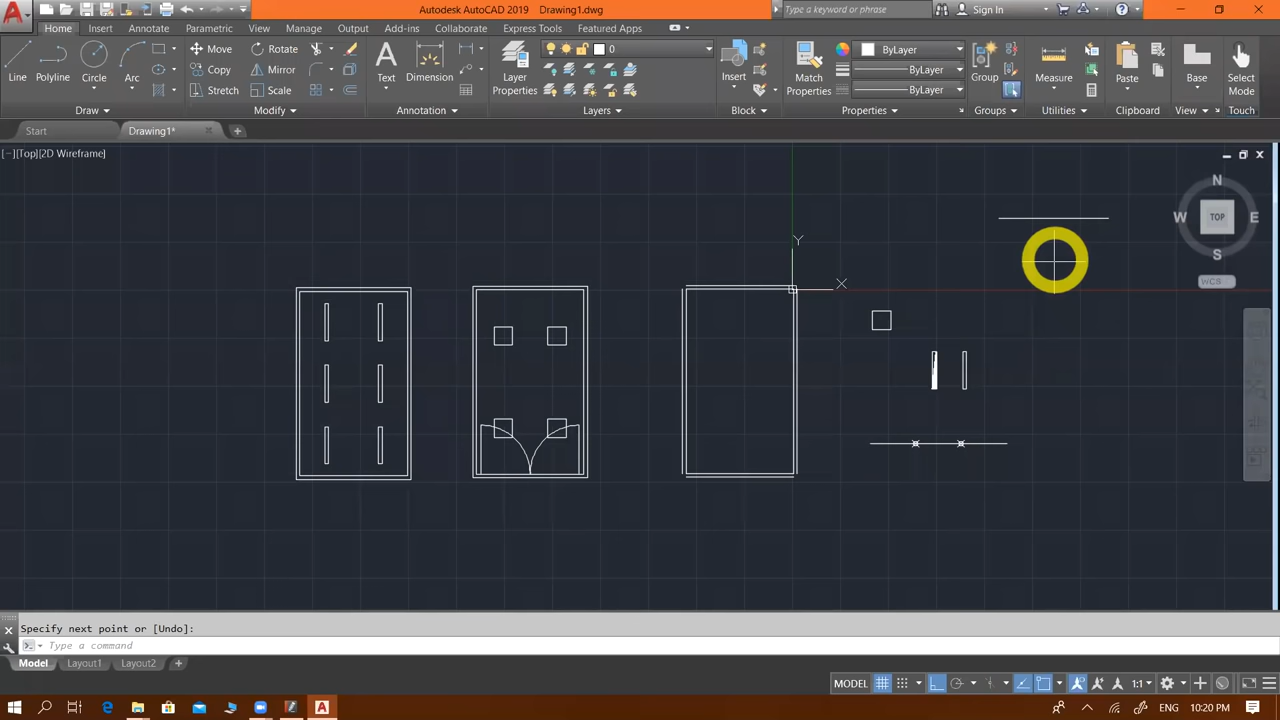 Autodesk AutoCAD 2019 Drawing1.dwg
Type a keyword or phrase
Sign In
Home Insert Annotate Parametric View Manage Output Add-ins Collaborate Express Tools Featured Apps
Line
Polyline
Circle
Arc
Move
Copy
Stretch
Rotate
Mirror
Scale
Text
Dimension
Layer
Properties
0
Insert
Match
Properties
ByLayer
ByLayer
ByLayer
Group
Measure
Paste
Base
Select
Mode
Draw
Modify
Annotation
Layers
Block
Properties
Groups
Utilities
Clipboard
View
Touch
Start
Drawing1*
[−][Top][2D Wireframe]
N
W TOP E
S
WCS
Y
X
Specify next point or [Undo]:
Type a command
Model Layout1 Layout2
MODEL
1:1
ENG
10:20 PM